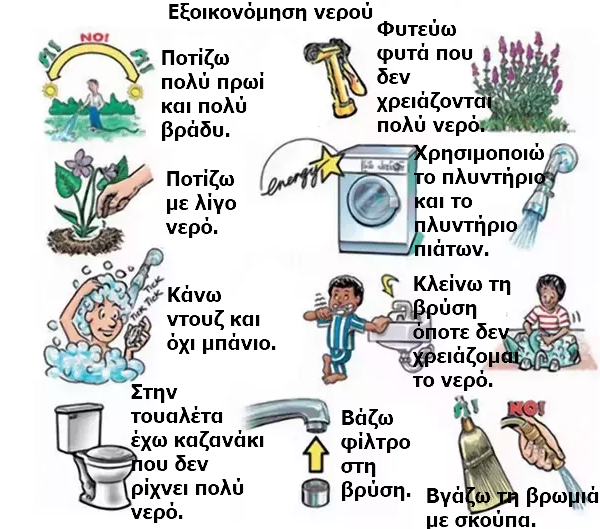 Εξοικονόμηση νερού
NO!
Ποτίζω
πολύ πρωί
και πολύ
βράδυ.
Φυτεύω
φυτά που
δεν
χρειάζονται
πολύ νερό.
Ποτίζω
με λίγο
νερό.
energy
Χρησιμοποιώ
το πλυντήριο
και το
πλυντήριο
πιάτων.
TICK
TICK
Κάνω
ντουζ και
όχι μπάνιο.
Κλείνω τη
βρύση
όποτε δεν
χρειάζομαι
το νερό.
Στην
τουαλέτα
έχω καζανάκι
που δεν
ρίχνει πολύ
νερό.
Βάζω
φίλτρο
στη
βρύση.
NO!
Βγάζω τη βρωμιά
με σκούπα.